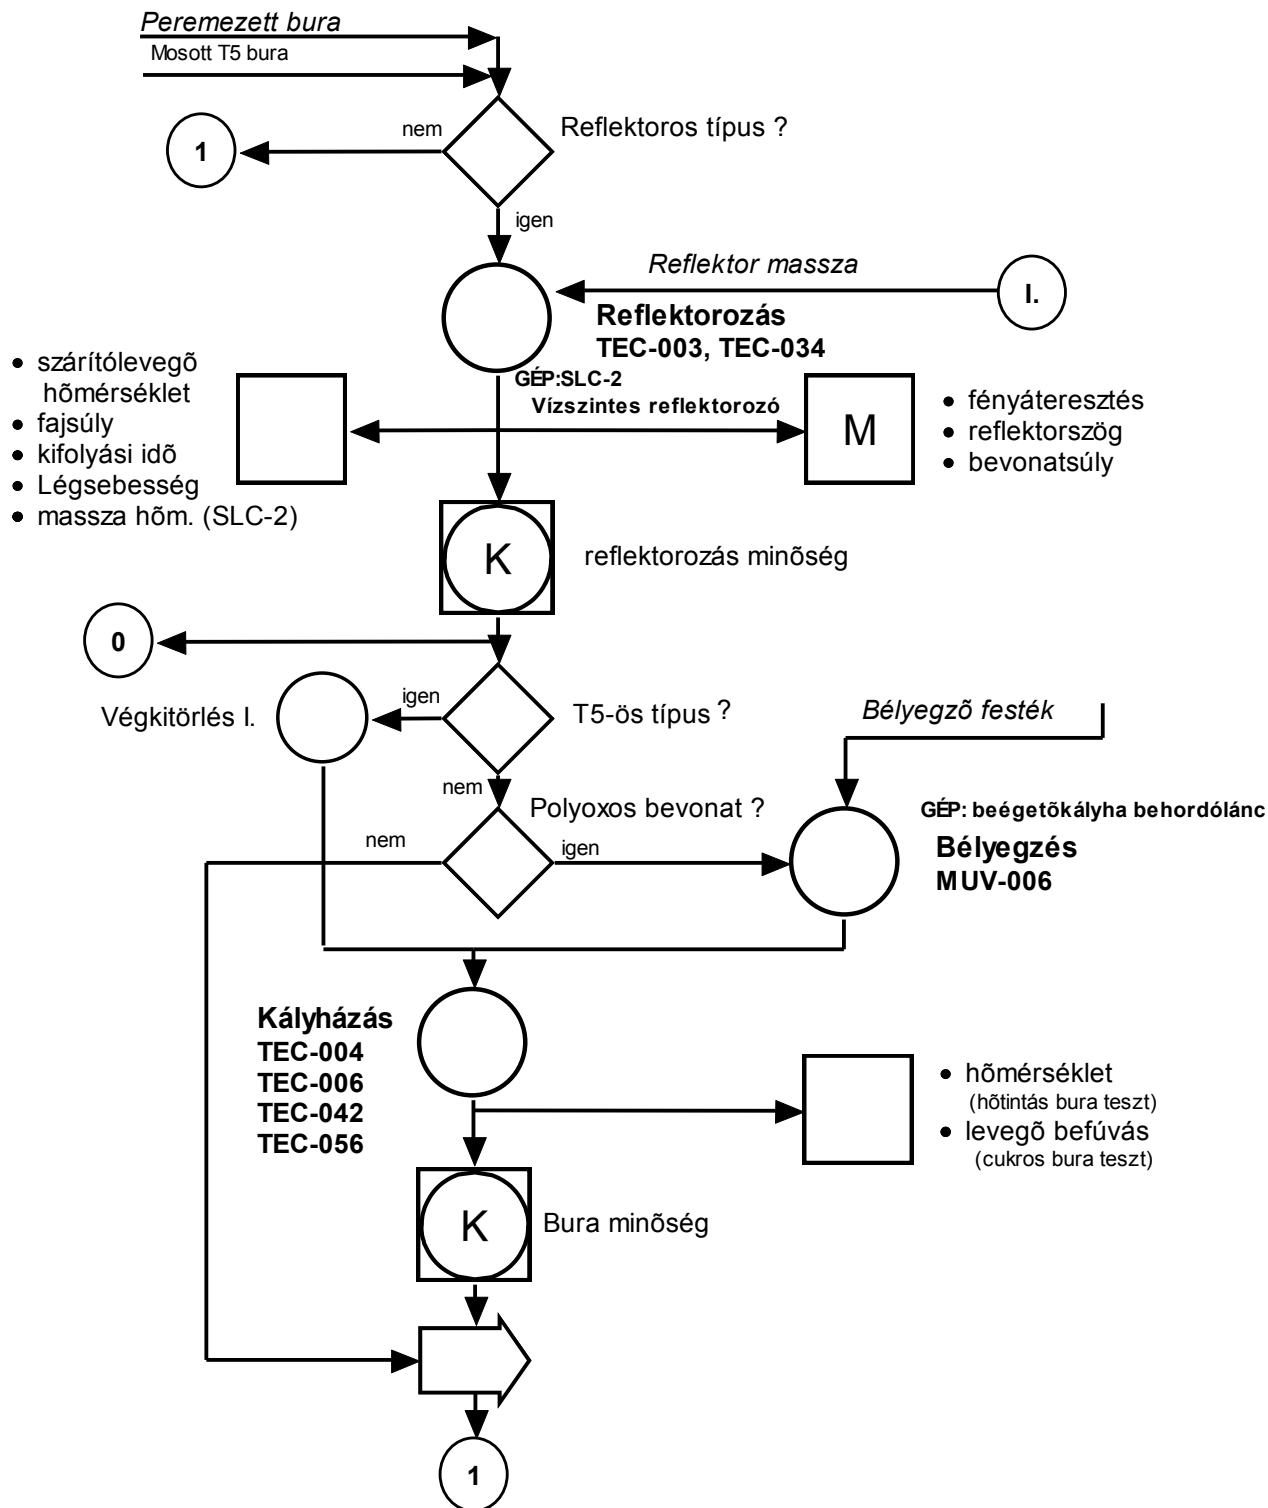 Peremezett bura
Mosott T5 bura
nem
Reflektoros típus ?
1
igen
Reflektor massza
I.
Reflektorozás
TEC-003, TEC-034
GÉP:SLC-2
Vízszintes reflektorozó
• szárítólevegõ
hõmérséklet
• fajsúly
• kifolyási idõ
• Légsebesség
• massza hõm. (SLC-2)
M
• fényáteresztés
• reflektorszög
• bevonatsúly
K
reflektorozás minõség
0
Végkitörlés I.
igen
T5-ös típus ?
Bélyegzõ festék
nem
Polyoxos bevonat ?
nem
igen
GÉP: beégetõkályha behordólánc
Bélyegzés
MUV-006
Kályházás
TEC-004
TEC-006
TEC-042
TEC-056
• hõmérséklet
(hõtintás bura teszt)
• levegõ befúvás
(cukros bura teszt)
K
Bura minõség
1